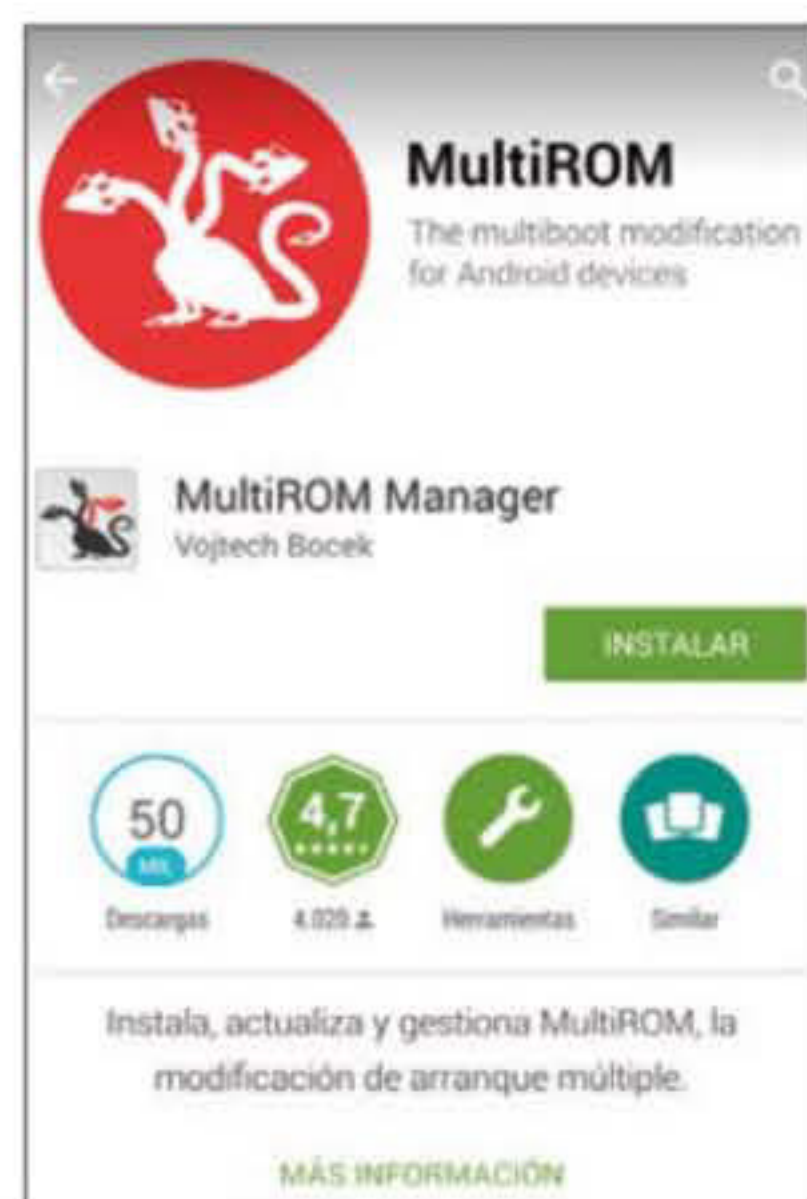 MultiROM
The multiboot modification
for Android devices
MultiROM Manager
Vojtech Bocek
INSTALAR
50
MIL
4,7
Descargas
4.020
Herramientas
Similar
Instala, actualiza y gestiona MultiROM, la
modificación de arranque múltiple.
MÁS INFORMACIÓN